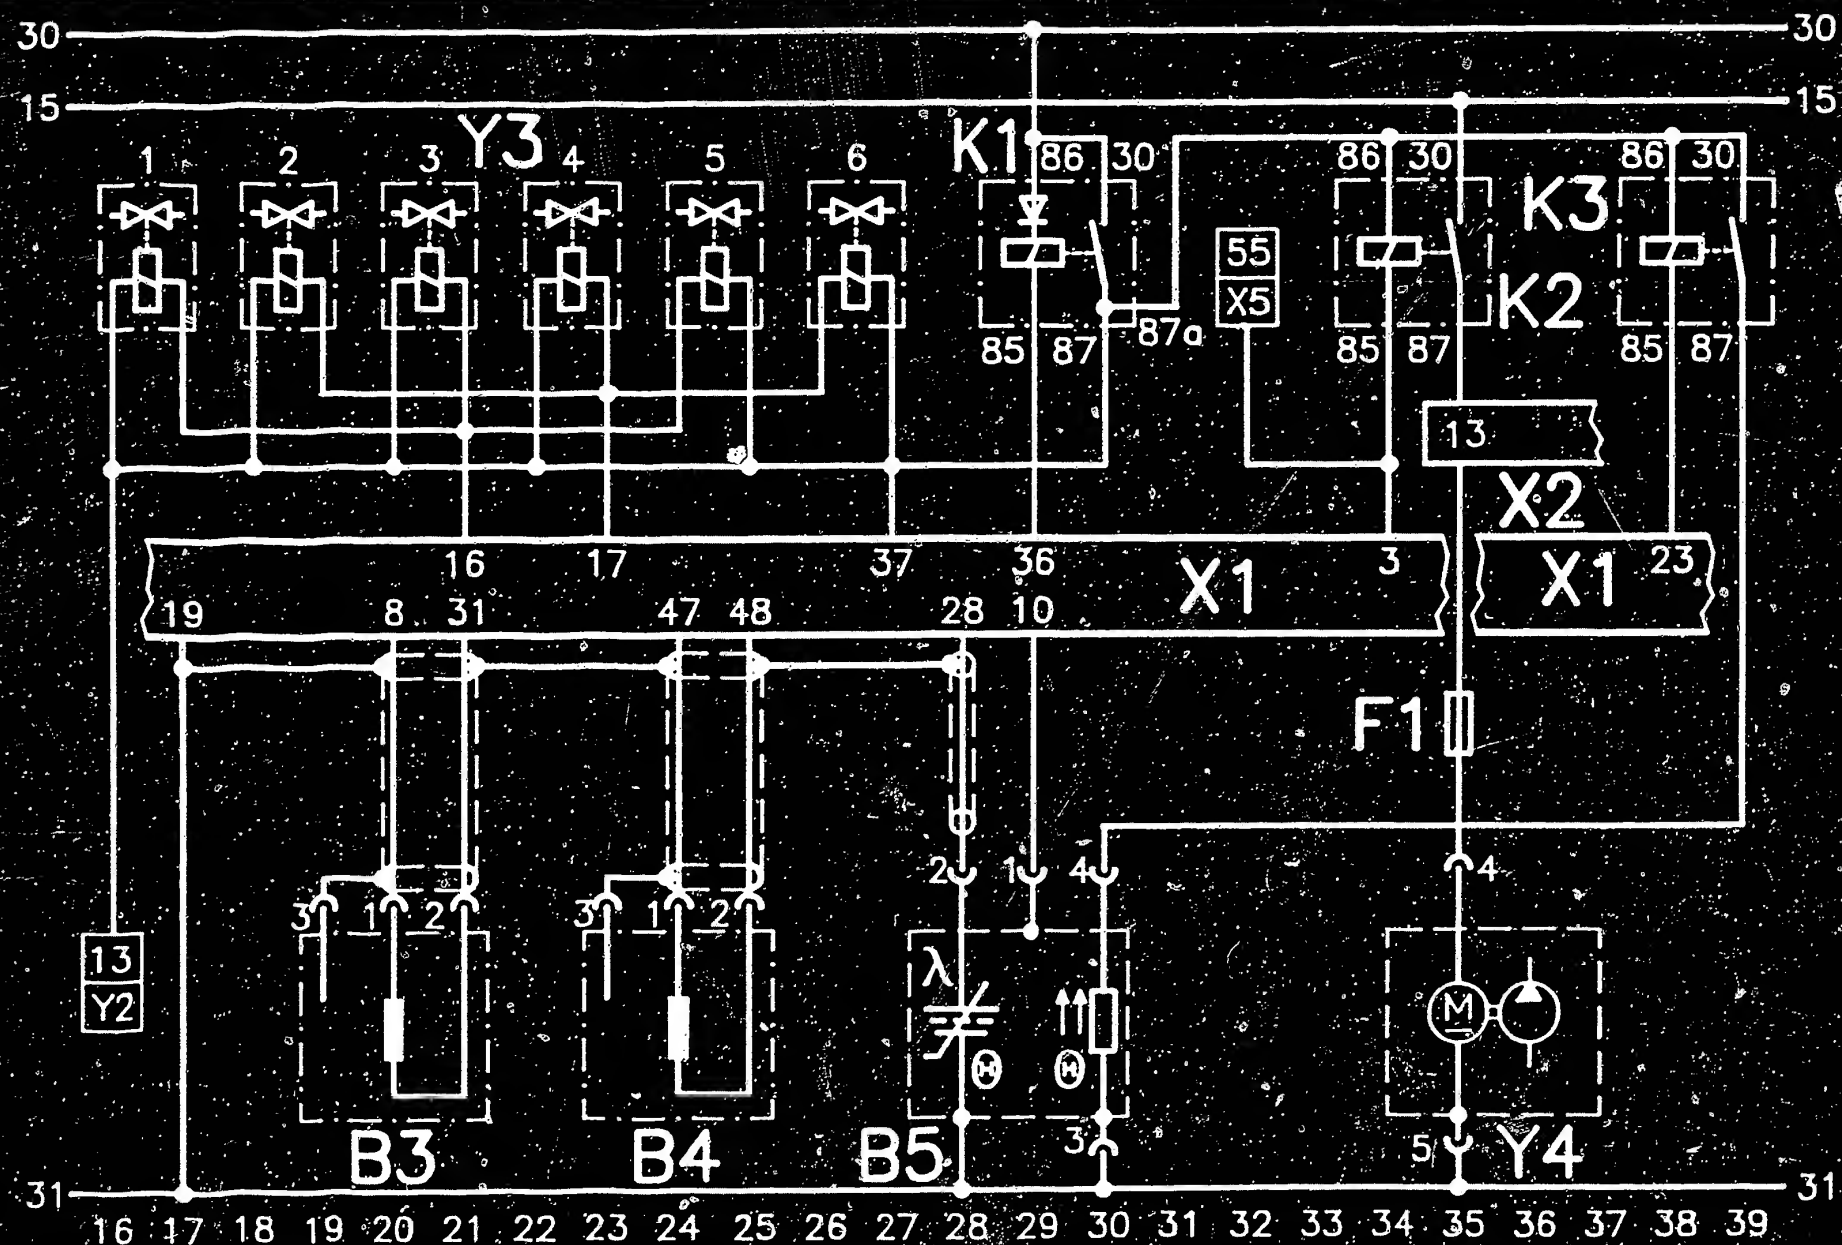 30 30
15 15
Y3 K1
1 2 3 4 5 6
86 30 86 30 86 30
K3
55
X5
K2
87a
85 87 85 87 85 87
13
X2
16 17 37 36 3 23
X1 X1
19 8 31 47 48 28 10
F1
2 1 4 4
3 1 2 3 1 2
13
Y2
λ
M
B3 B4 B5 3 5 Y4
31 31
16 17 18 19 20 21 22 23 24 25 26 27 28 29 30 31 32 33 34 35 36 37 38 39